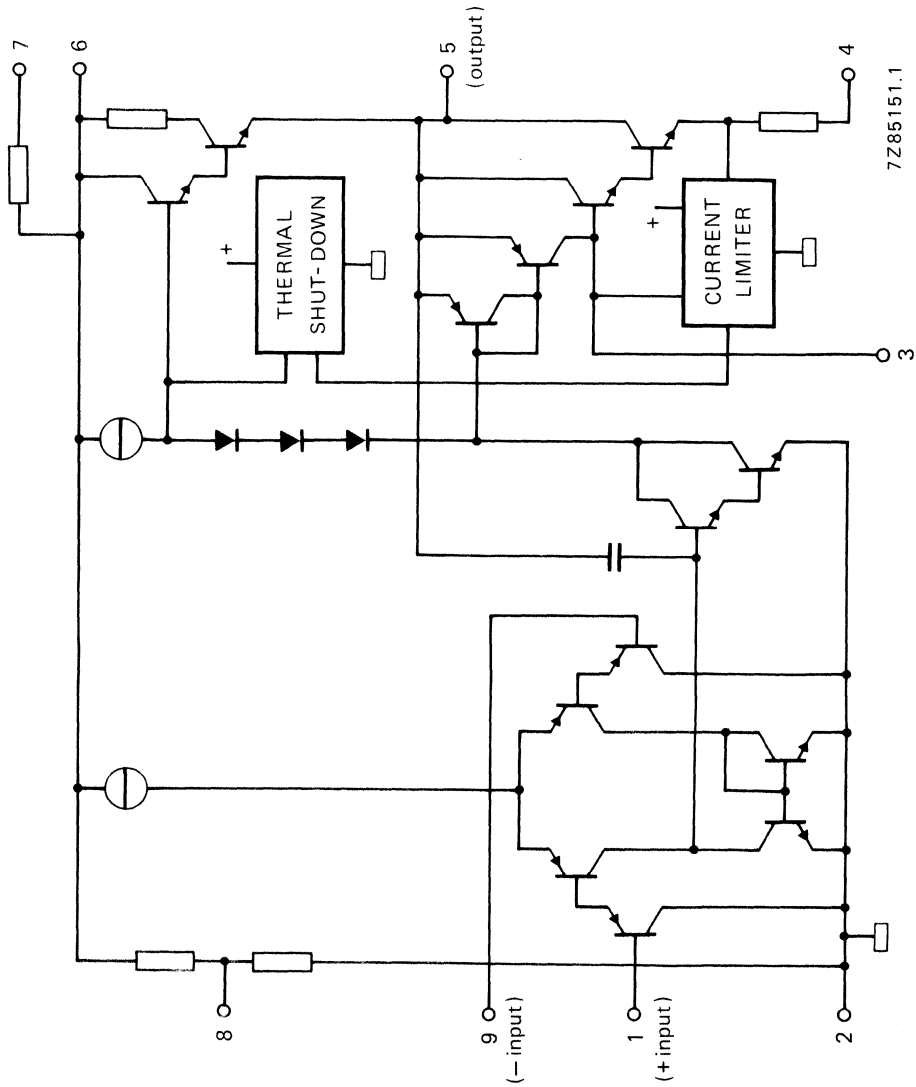 7
6
5
(output)
4
+
THERMAL
SHUT-DOWN
+
CURRENT
LIMITER
3
8
9
(− input)
1
(+ input)
2
7Z85151.1